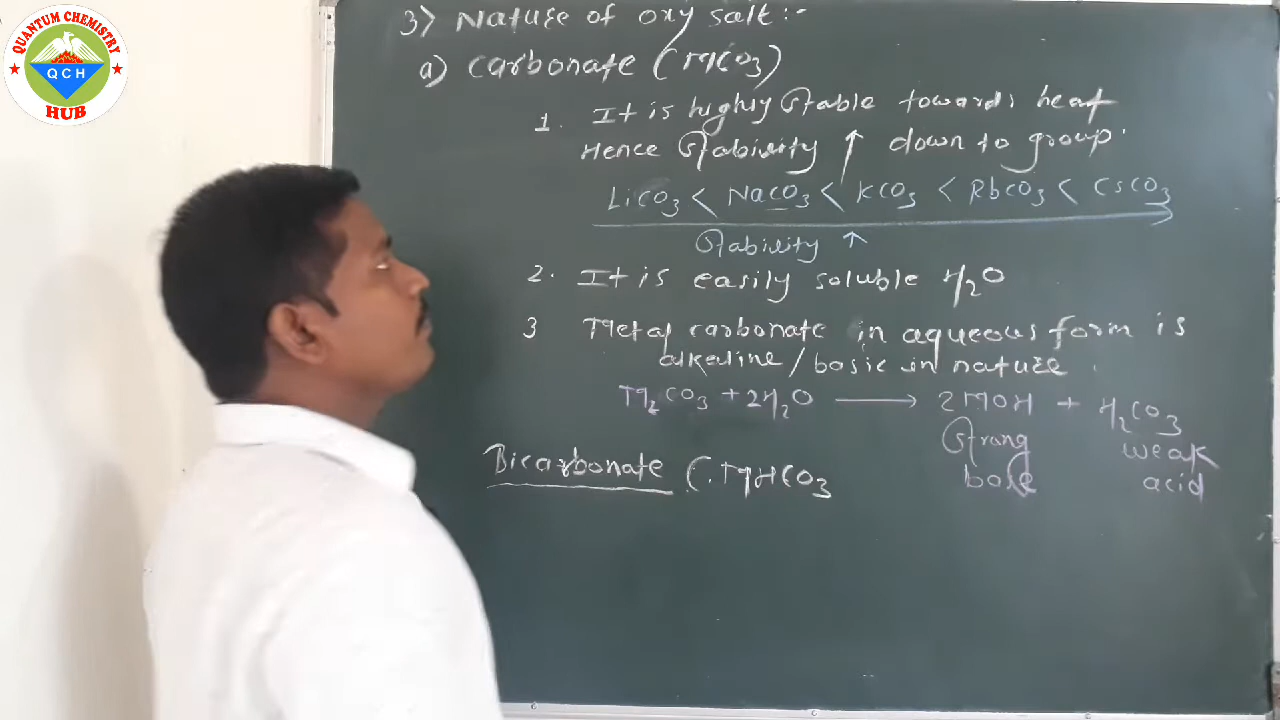 QUANTUM CHEMISTRY
QCH
HUB
3) Nature of oxy salt:-
a) carbonate (MCO3)
1. It is highly stable towards heat
Hence stability ↑ down to group.
LiCO3 < NaCO3 < KCO3 < RbCO3 < CsCO3
Stability ↑
2. It is easily soluble H2O
3 Metal carbonate in aqueous form is
alkaline/basic in nature.
M2CO3 + 2H2O → 2MOH + H2CO3
Strong weak
base acid
Bicarbonate (MHCO3